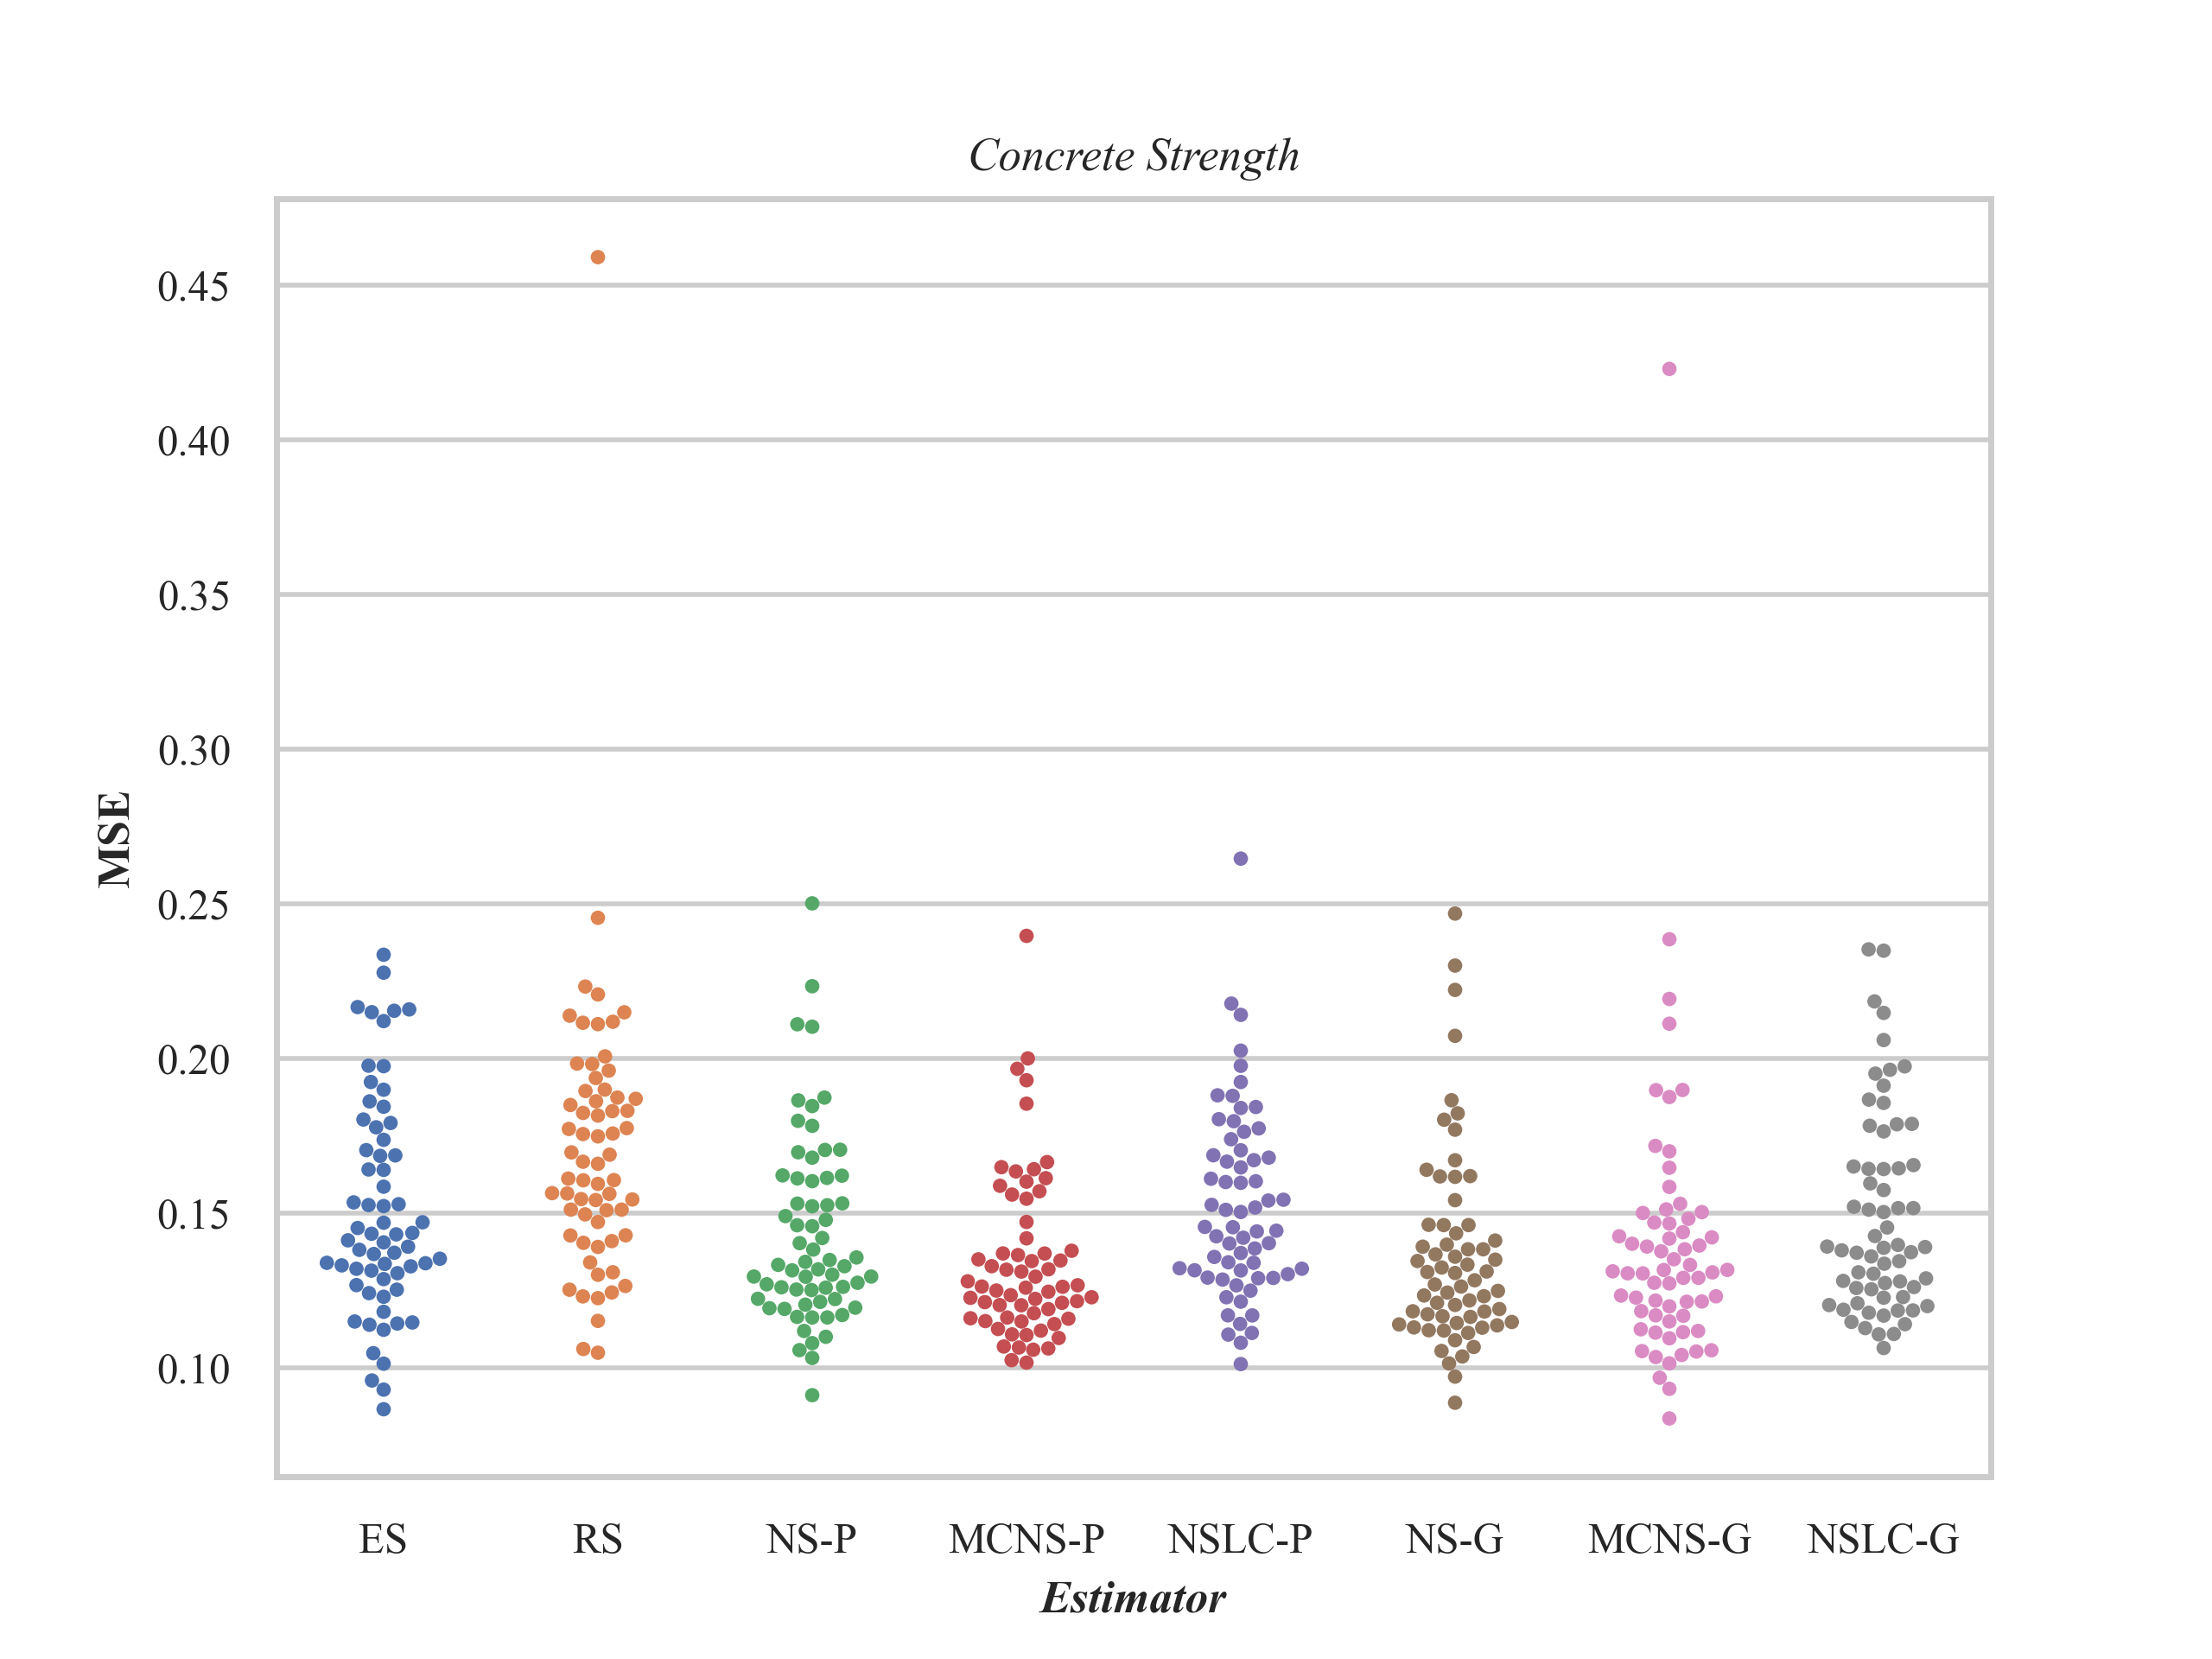 Concrete Strength
0.45
0.40
0.35
0.30
0.25
0.20
0.15
0.10
MSE
ES RS NS-P MCNS-P NSLC-P NS-G MCNS-G NSLC-G
Estimator